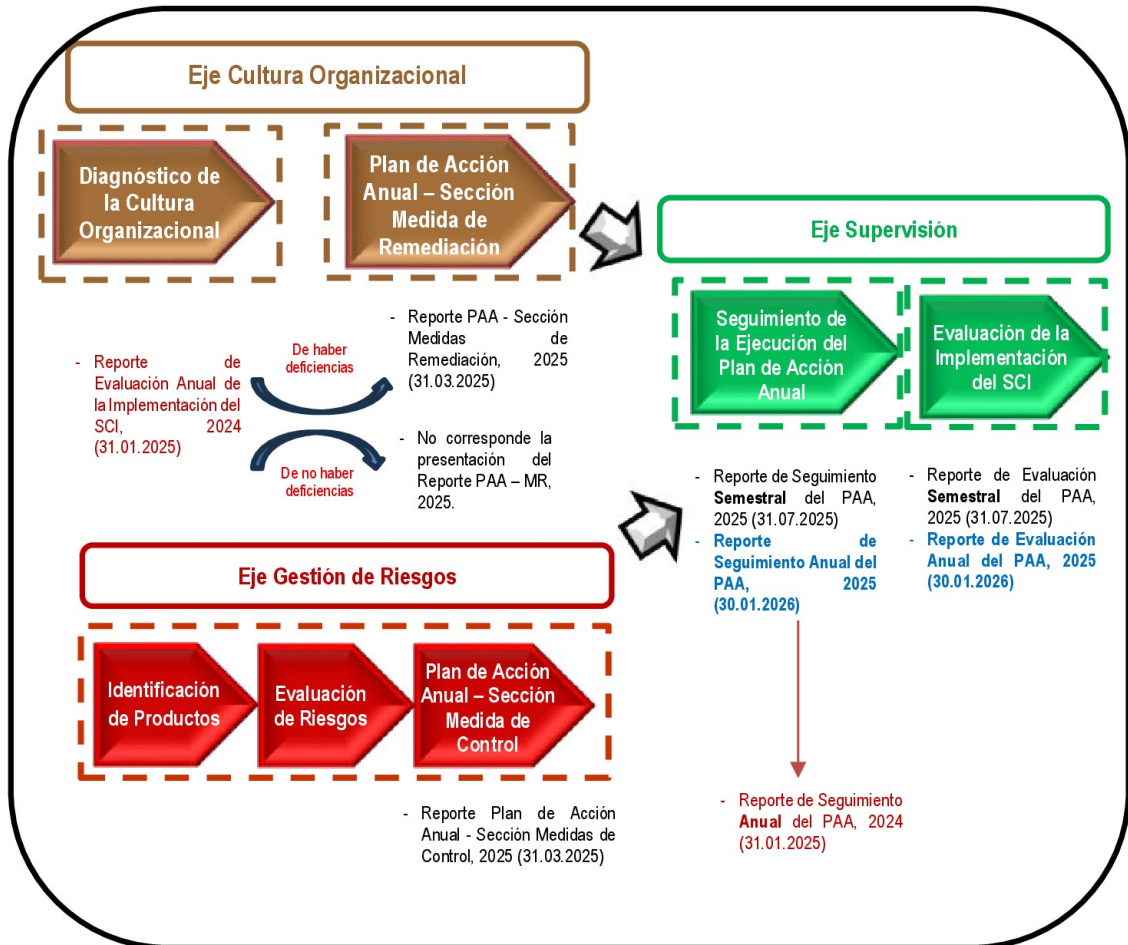 Eje Cultura Organizacional
Diagnóstico de
la Cultura
Organizacional
Plan de Acción
Anual – Sección
Medida de
Remediación
- Reporte de
Evaluación Anual de
la Implementación del
SCI, 2024
(31.01.2025)
De haber
deficiencias
De no haber
deficiencias
- Reporte PAA - Sección
Medidas de
Remediación, 2025
(31.03.2025)
- No corresponde la
presentación del
Reporte PAA – MR,
2025.
Eje Supervisión
Seguimiento de
la Ejecución del
Plan de Acción
Anual
Evaluación de la
Implementación
del SCI
- Reporte de Seguimiento
Semestral del PAA,
2025 (31.07.2025)
- Reporte de
Seguimiento Anual del
PAA, 2025
(30.01.2026)
- Reporte de Evaluación
Semestral del PAA,
2025 (31.07.2025)
- Reporte de Evaluación
Anual del PAA, 2025
(30.01.2026)
Eje Gestión de Riesgos
Identificación
de Productos
Evaluación
de Riesgos
Plan de Acción
Anual – Sección
Medida de
Control
- Reporte Plan de Acción
Anual - Sección Medidas de
Control, 2025 (31.03.2025)
- Reporte de Seguimiento
Anual del PAA, 2024
(31.01.2025)